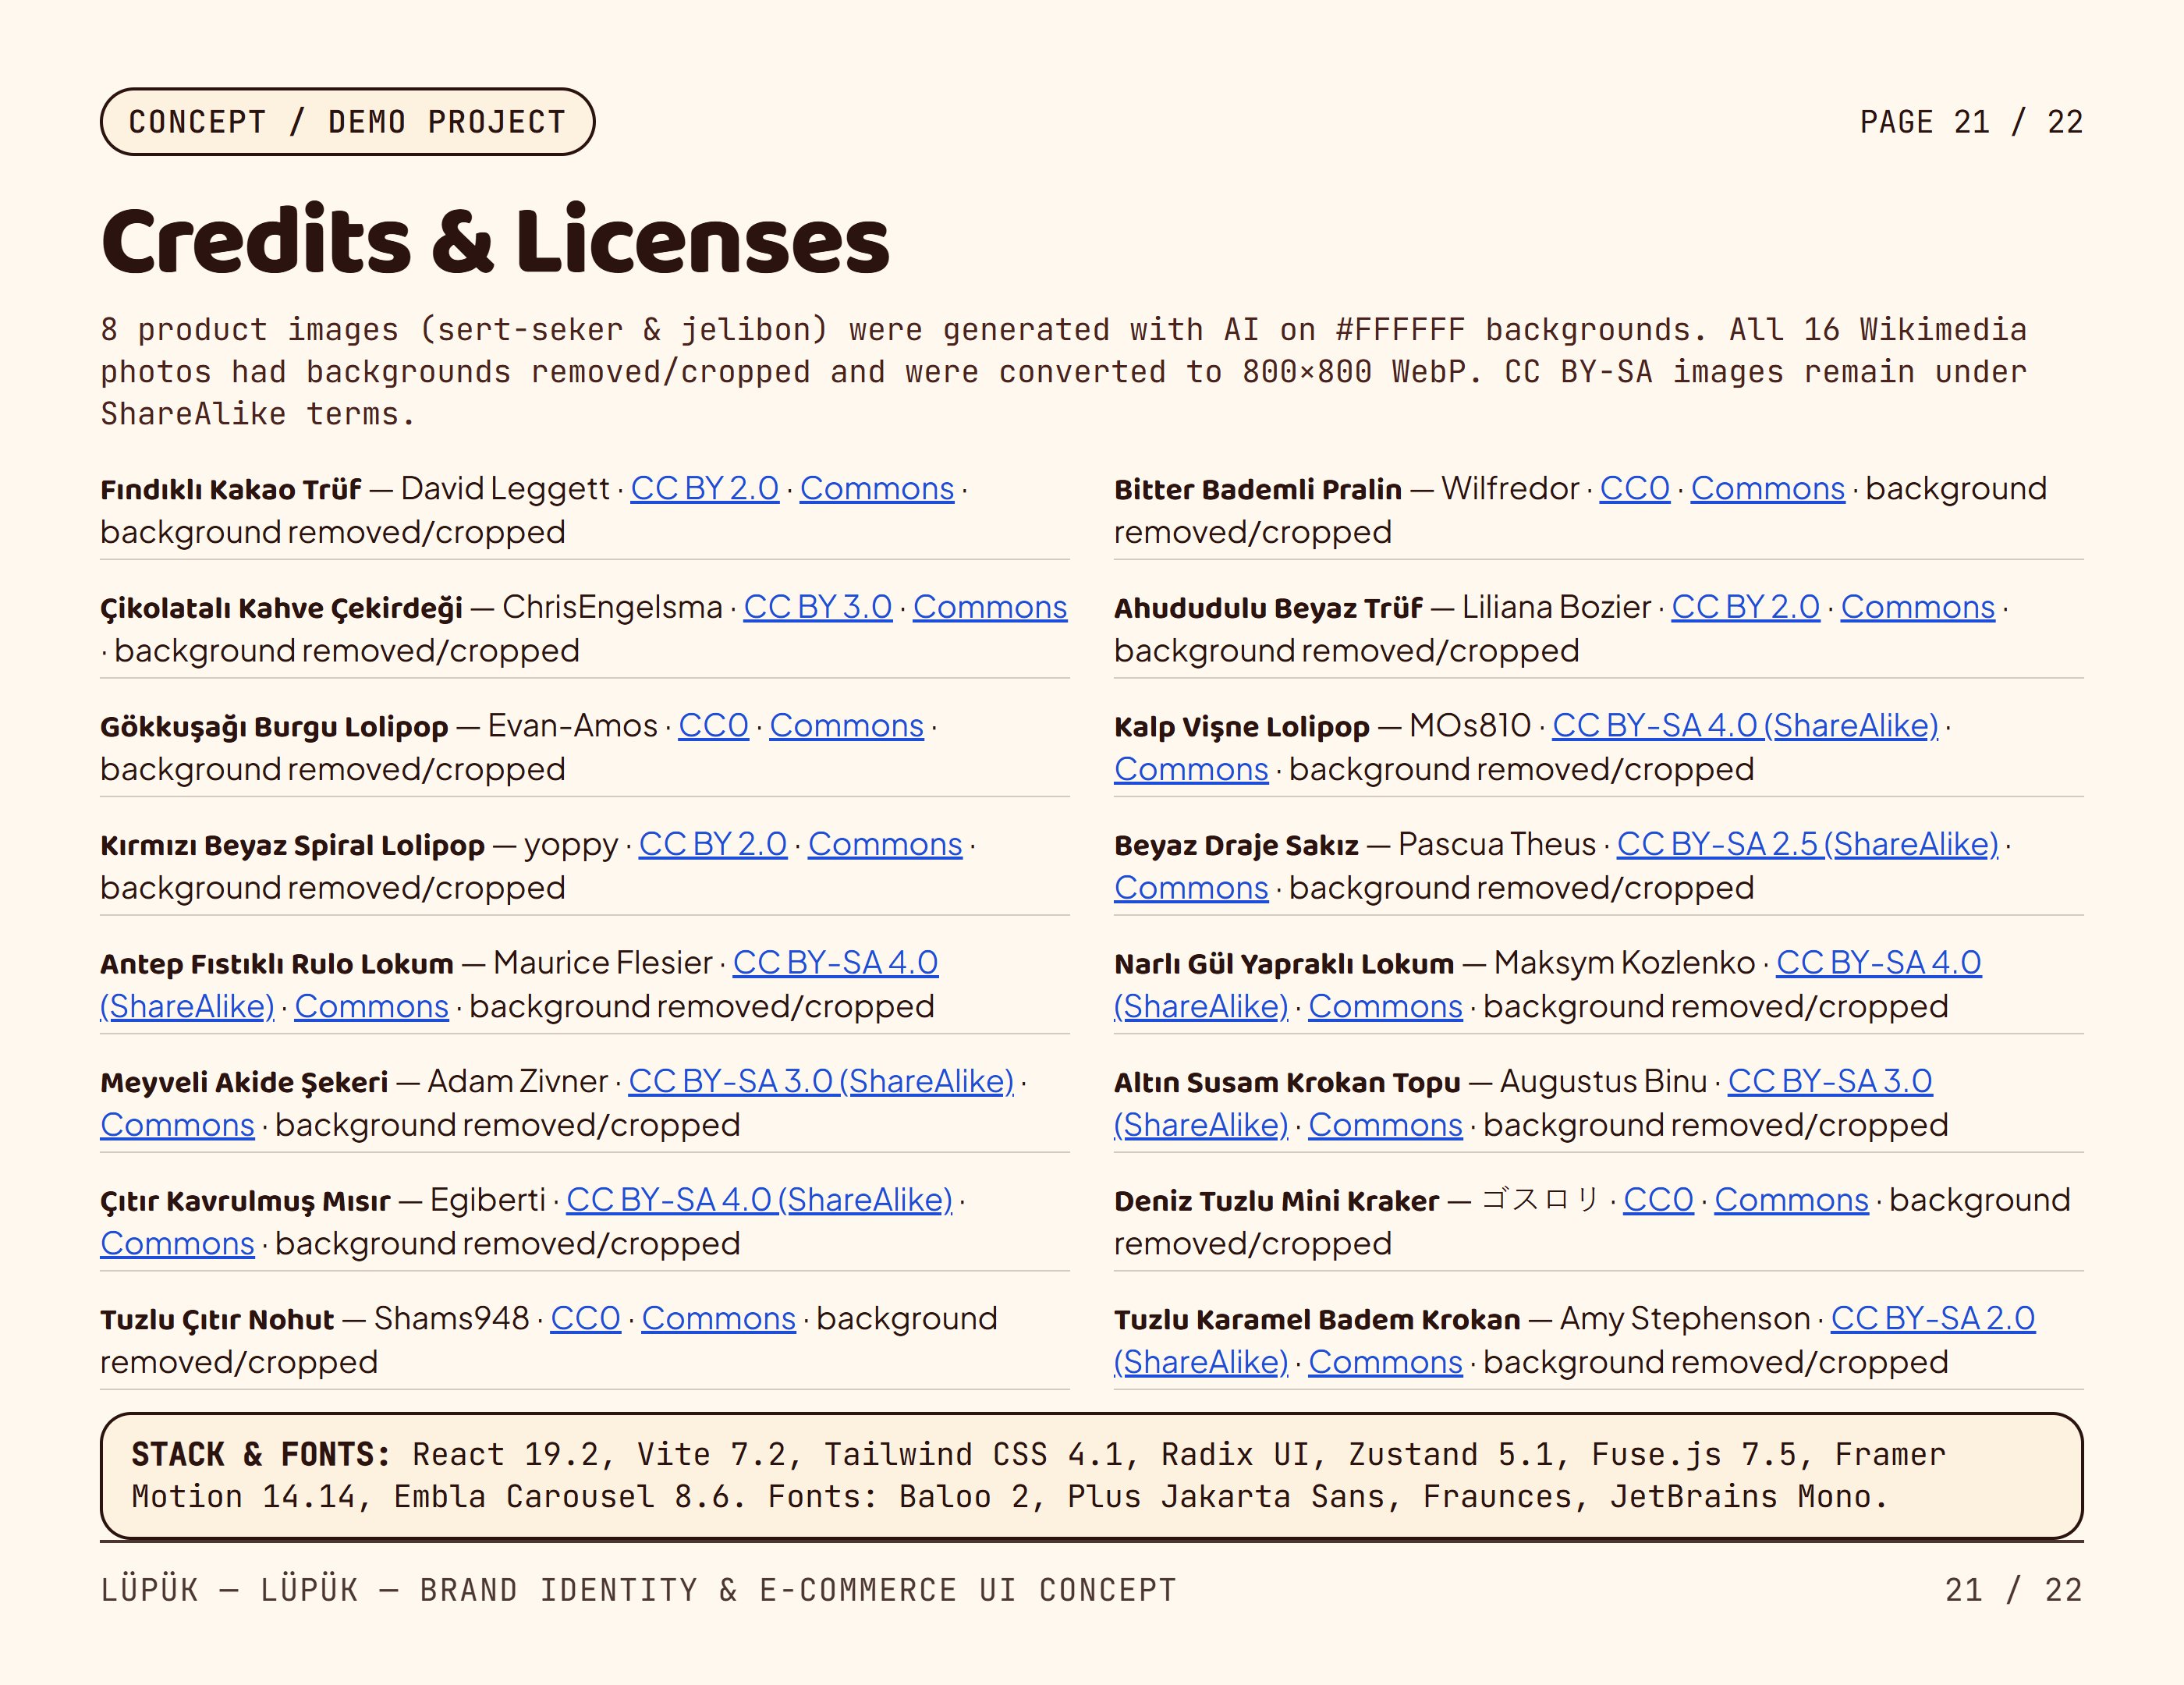 CONCEPT / DEMO PROJECT
PAGE 21 / 22
Credits & Licenses
8 product images (sert-seker & jelibon) were generated with AI on #FFFFFF backgrounds. All 16 Wikimedia
photos had backgrounds removed/cropped and were converted to 800×800 WebP. CC BY-SA images remain under
ShareAlike terms.
Fındıklı Kakao Trüf — David Leggett · CC BY 2.0 · Commons ·
background removed/cropped
Bitter Bademli Pralin — Wilfredor · CC0 · Commons · background
removed/cropped
Çikolatalı Kahve Çekirdeği — ChrisEngelsma · CC BY 3.0 · Commons
· background removed/cropped
Ahududulu Beyaz Trüf — Liliana Bozier · CC BY 2.0 · Commons ·
background removed/cropped
Gökkuşağı Burgu Lolipop — Evan-Amos · CC0 · Commons ·
background removed/cropped
Kalp Vişne Lolipop — MOs810 · CC BY-SA 4.0 (ShareAlike) ·
Commons · background removed/cropped
Kırmızı Beyaz Spiral Lolipop — yoppy · CC BY 2.0 · Commons ·
background removed/cropped
Beyaz Draje Sakız — Pascua Theus · CC BY-SA 2.5 (ShareAlike) ·
Commons · background removed/cropped
Antep Fıstıklı Rulo Lokum — Maurice Flesier · CC BY-SA 4.0
(ShareAlike) · Commons · background removed/cropped
Narlı Gül Yapraklı Lokum — Maksym Kozlenko · CC BY-SA 4.0
(ShareAlike) · Commons · background removed/cropped
Meyveli Akide Şekeri — Adam Zivner · CC BY-SA 3.0 (ShareAlike) ·
Commons · background removed/cropped
Altın Susam Krokan Topu — Augustus Binu · CC BY-SA 3.0
(ShareAlike) · Commons · background removed/cropped
Çıtır Kavrulmuş Mısır — Egiberti · CC BY-SA 4.0 (ShareAlike) ·
Commons · background removed/cropped
Deniz Tuzlu Mini Kraker — ゴスロリ · CC0 · Commons · background
removed/cropped
Tuzlu Çıtır Nohut — Shams948 · CC0 · Commons · background
removed/cropped
Tuzlu Karamel Badem Krokan — Amy Stephenson · CC BY-SA 2.0
(ShareAlike) · Commons · background removed/cropped
STACK & FONTS: React 19.2, Vite 7.2, Tailwind CSS 4.1, Radix UI, Zustand 5.1, Fuse.js 7.5, Framer
Motion 14.14, Embla Carousel 8.6. Fonts: Baloo 2, Plus Jakarta Sans, Fraunces, JetBrains Mono.
LÜPÜK — LÜPÜK — BRAND IDENTITY & E-COMMERCE UI CONCEPT
21 / 22